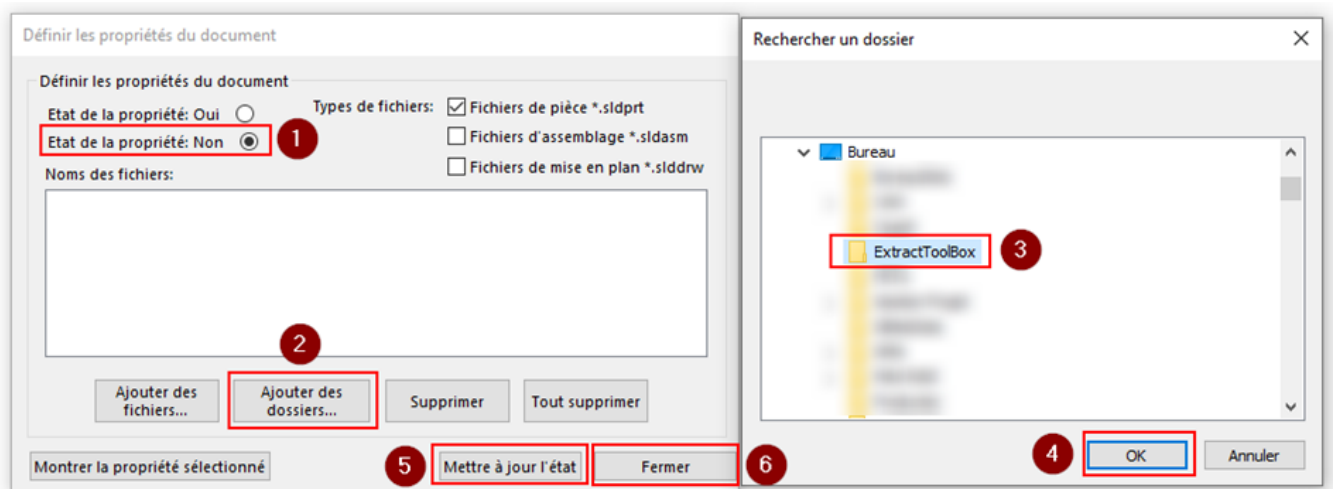 Définir les propriétés du document
Définir les propriétés du document
Etat de la propriété: Oui
Etat de la propriété: Non
1
Types de fichiers:
Fichiers de pièce *.sldprt
Fichiers d'assemblage *.sldasm
Fichiers de mise en plan *.slddrw
Noms des fichiers:
2
Ajouter des
fichiers...
Ajouter des
dossiers...
Supprimer
Tout supprimer
Montrer la propriété sélectionné
5
Mettre à jour l'état
Fermer
6
Rechercher un dossier
Bureau
ExtractToolBox
3
4
OK
Annuler